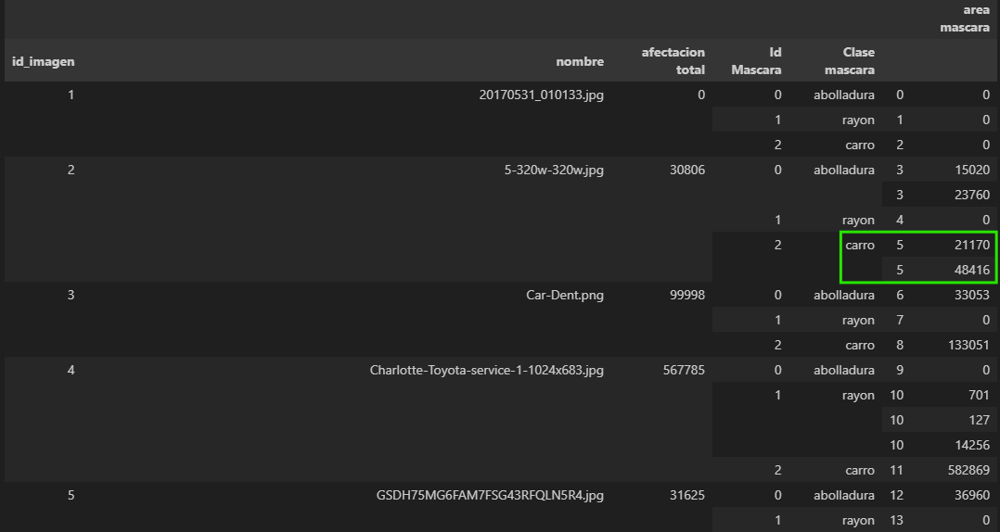 area
mascara
id_imagen nombre afectacion total Id Mascara Clase mascara
1 20170531_010133.jpg 0 0 abolladura 0 0
1 rayon 1 0
2 carro 2 0
2 5-320w-320w.jpg 30806 0 abolladura 3 15020
3 23760
1 rayon 4 0
2 carro 5 21170
5 48416
3 Car-Dent.png 99998 0 abolladura 6 33053
1 rayon 7 0
2 carro 8 133051
4 Charlotte-Toyota-service-1-1024x683.jpg 567785 0 abolladura 9 0
1 rayon 10 701
10 127
10 14256
2 carro 11 582869
5 GSDH75MG6FAM7FSG43RFQLN5R4.jpg 31625 0 abolladura 12 36960
1 rayon 13 0